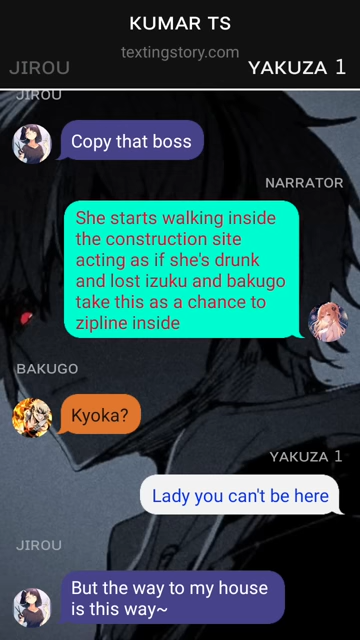 KUMAR TS
textingstory.com
JIROU
YAKUZA 1
JIROU
Copy that boss
NARRATOR
She starts walking inside
the construction site
acting as if she's drunk
and lost izuku and bakugo
take this as a chance to
zipline inside
BAKUGO
Kyoka?
YAKUZA 1
Lady you can't be here
JIROU
But the way to my house
is this way~